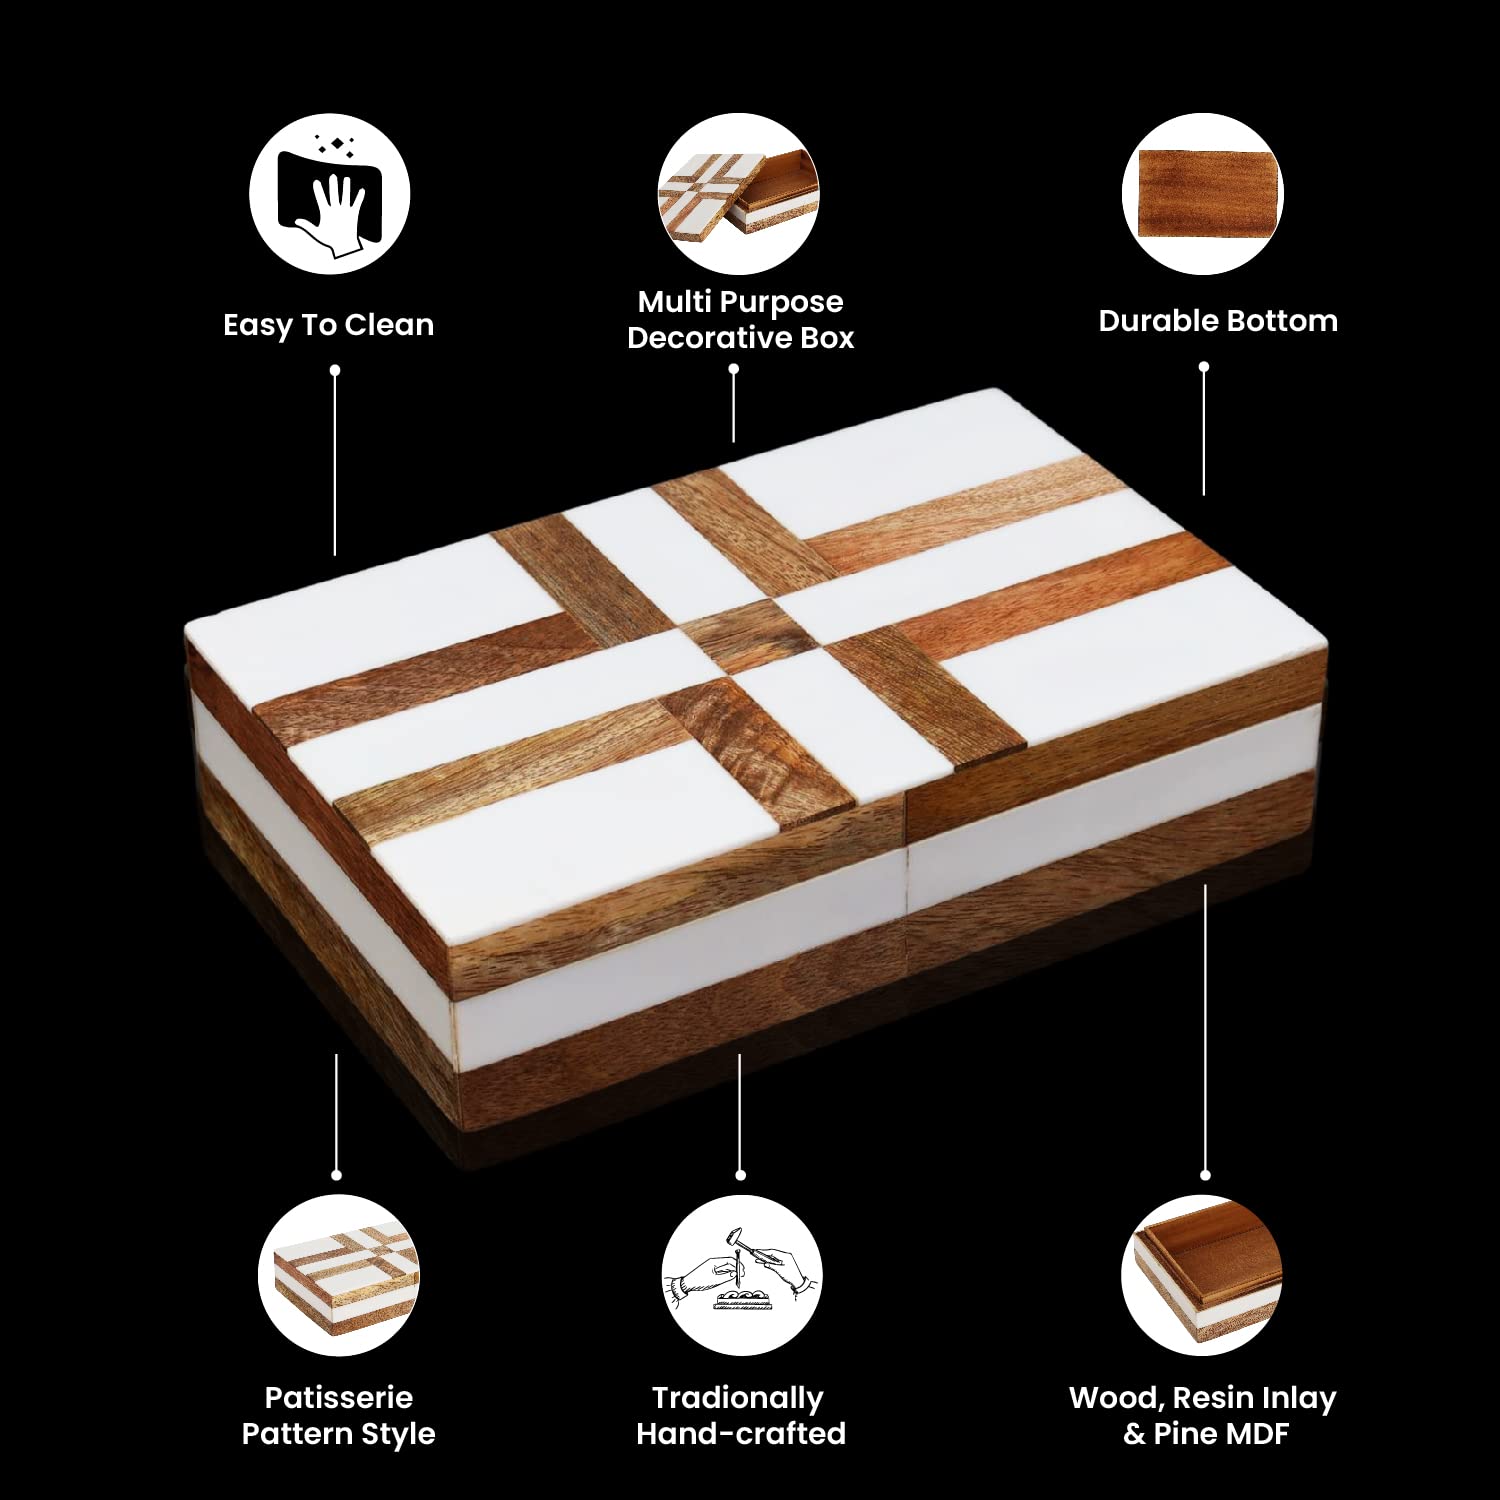 Easy To Clean
Multi Purpose
Decorative Box
Durable Bottom
Patisserie
Pattern Style
Tradionally
Hand-crafted
Wood, Resin Inlay
& Pine MDF